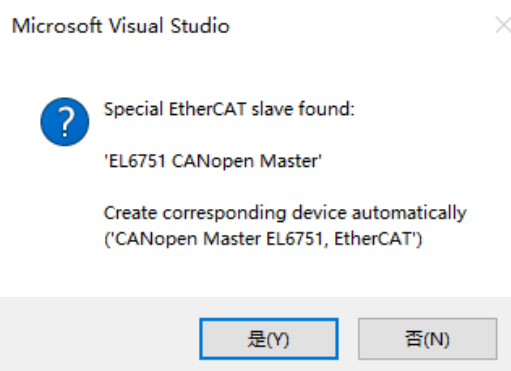 Microsoft Visual Studio
Special EtherCAT slave found:
'EL6751 CANopen Master'
Create corresponding device automatically
('CANopen Master EL6751, EtherCAT')
是(Y)
否(N)